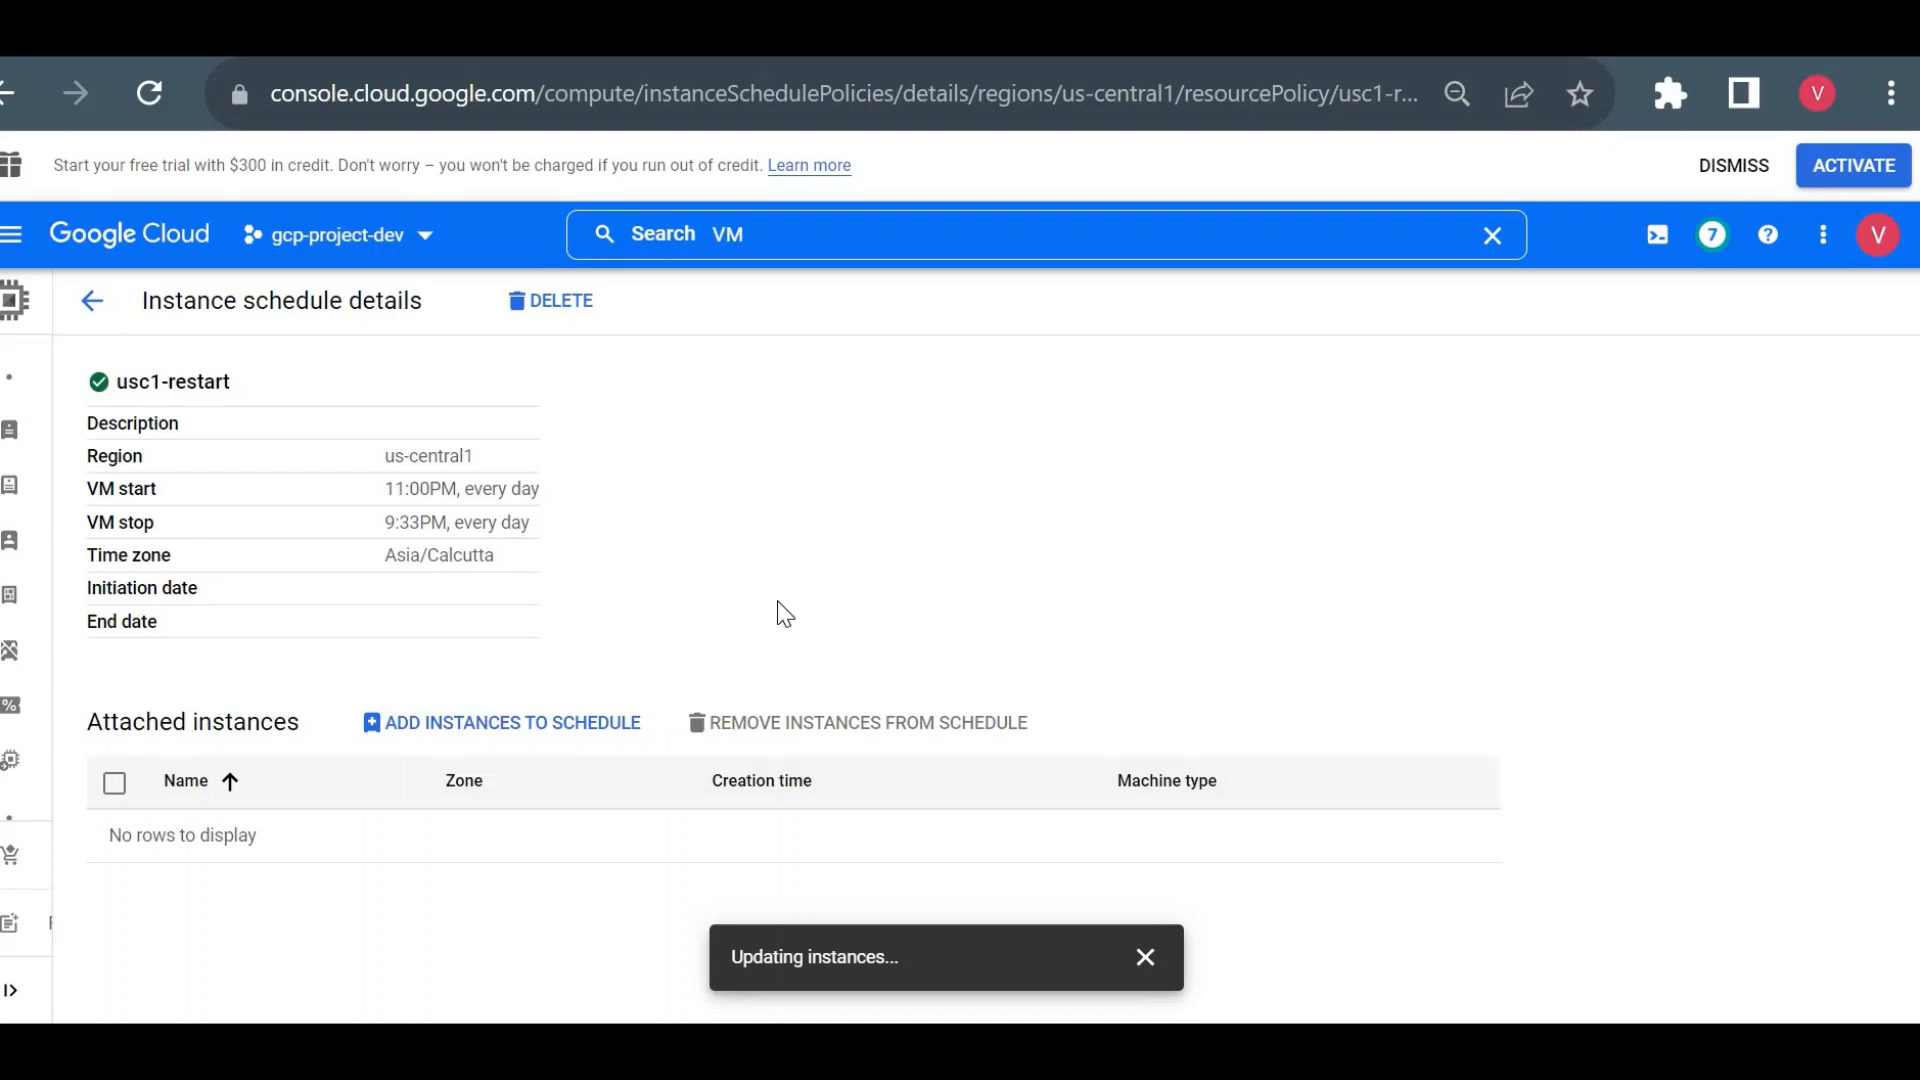 console.cloud.google.com/compute/instanceSchedulePolicies/details/regions/us-central1/resourcePolicy/usc1-r...
V
Start your free trial with $300 in credit. Don't worry – you won't be charged if you run out of credit. Learn more
DISMISS
ACTIVATE
Google Cloud
gcp-project-dev
Search VM
7
V
Instance schedule details
DELETE
usc1-restart
Description
Region us-central1
VM start 11:00PM, every day
VM stop 9:33PM, every day
Time zone Asia/Calcutta
Initiation date
End date
Attached instances
ADD INSTANCES TO SCHEDULE
REMOVE INSTANCES FROM SCHEDULE
Name Zone Creation time Machine type
No rows to display
Updating instances...